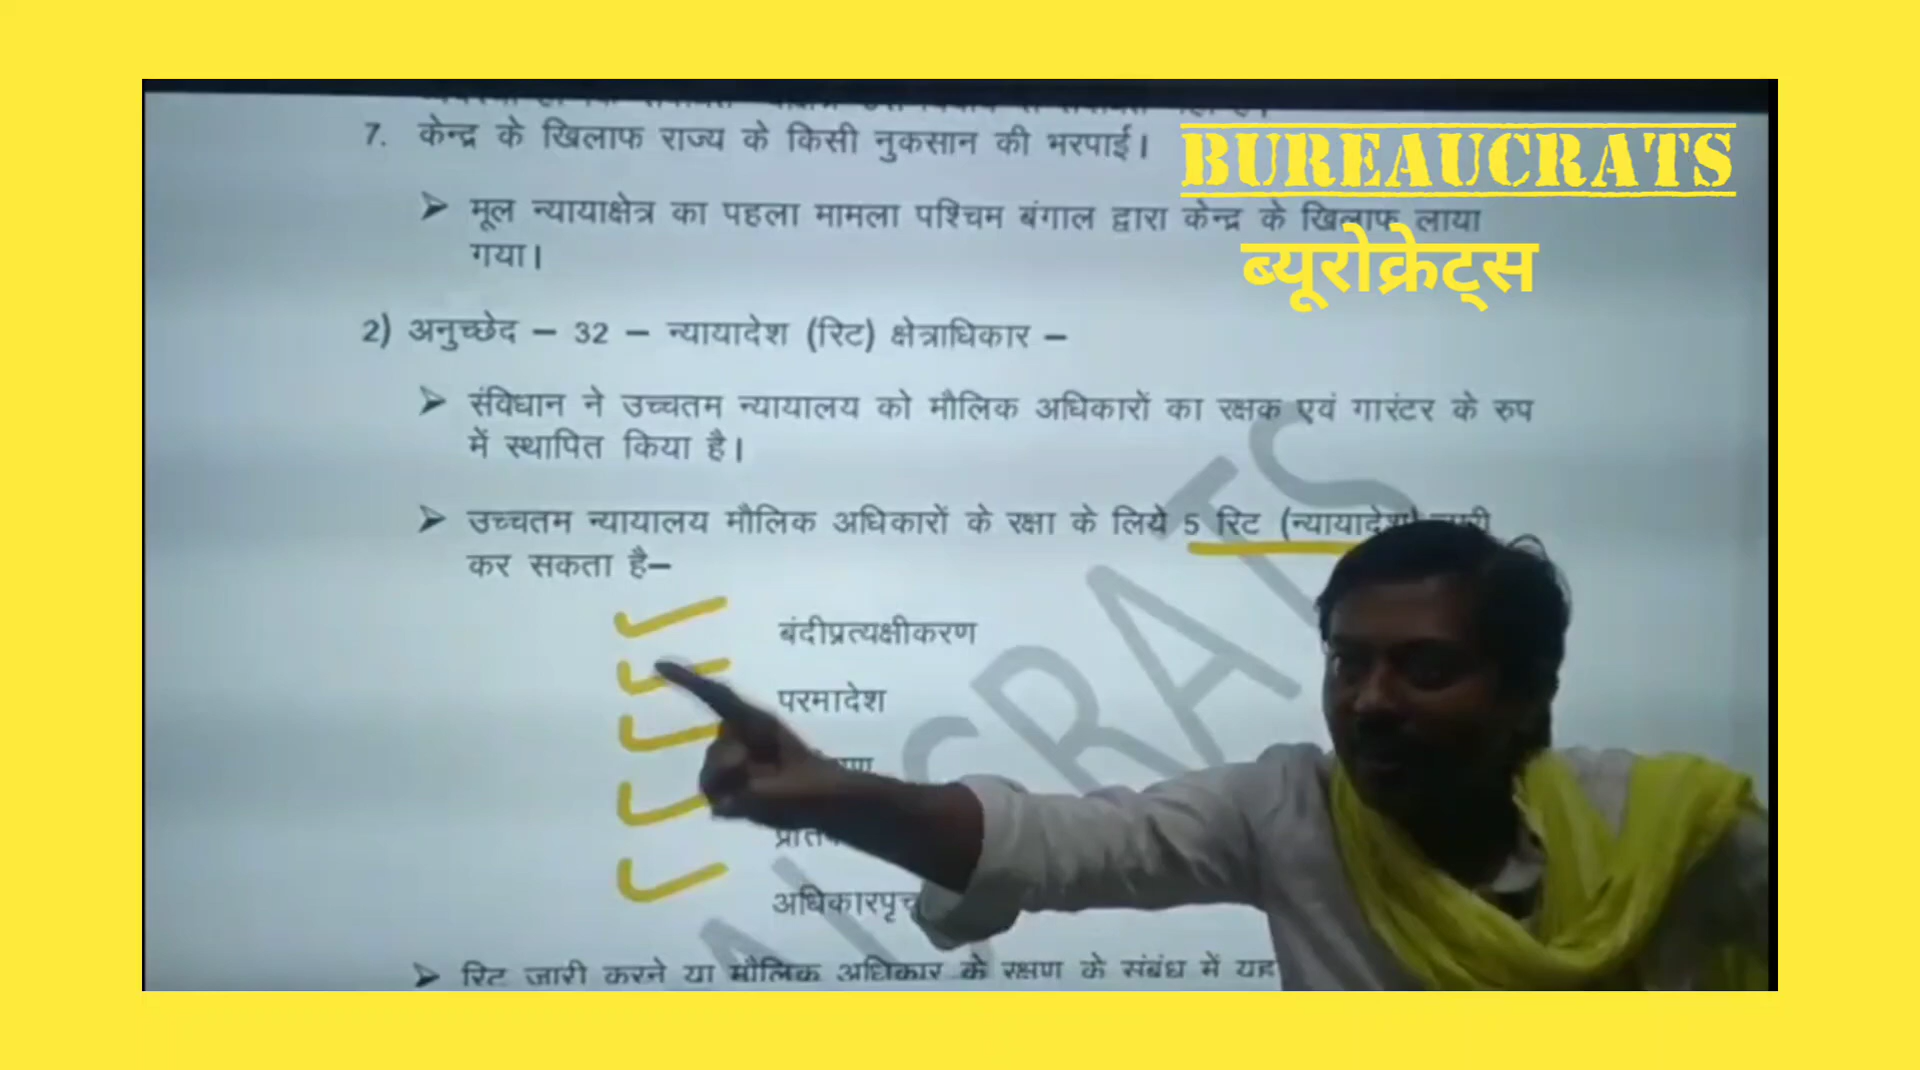 7. केन्द्र के खिलाफ राज्य के किसी नुकसान की भरपाई।
BUREAUCRATS
➤ मूल न्यायाक्षेत्र का पहला मामला पश्चिम बंगाल द्वारा केन्द्र के खिलाफ लाया
गया।
ब्यूरोक्रेट्स
2) अनुच्छेद – 32 – न्यायादेश (रिट) क्षेत्राधिकार –
➤ संविधान ने उच्चतम न्यायालय को मौलिक अधिकारों का रक्षक एवं गारंटर के रुप
में स्थापित किया है।
➤ उच्चतम न्यायालय मौलिक अधिकारों के रक्षा के लिये 5 रिट
कर सकता है–
बंदीप्रत्यक्षीकरण
परमादेश
➤ रिट जारी करने या मौलिक अधिकार के रक्षण के संबंध में यह